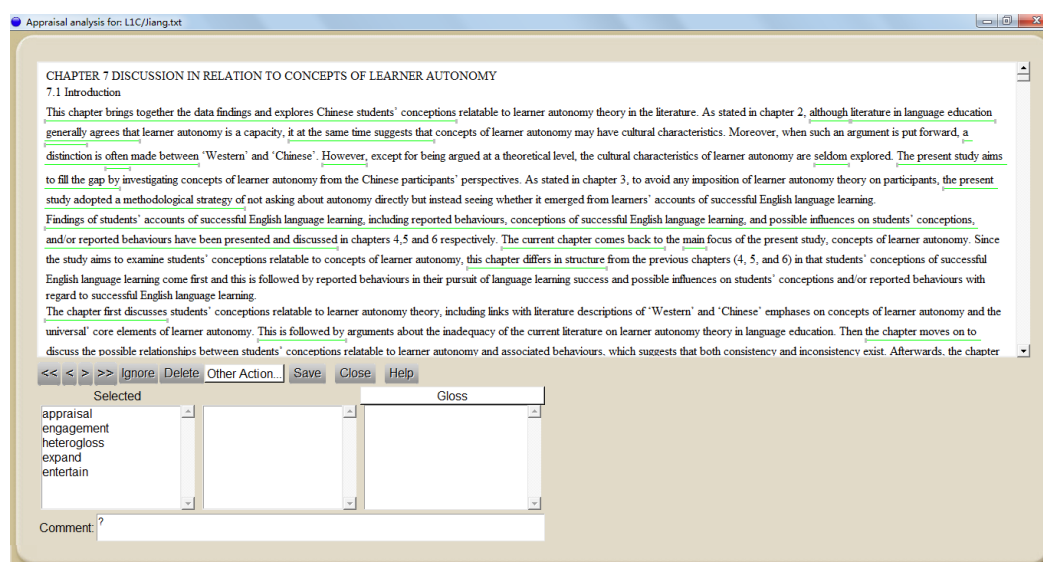 Appraisal analysis for: L1C/Jiang.txt
CHAPTER 7 DISCUSSION IN RELATION TO CONCEPTS OF LEARNER AUTONOMY
7.1 Introduction
This chapter brings together the data findings and explores Chinese students' conceptions relatable to learner autonomy theory in the literature. As stated in chapter 2, although literature in language education
generally agrees that learner autonomy is a capacity, it at the same time suggests that concepts of learner autonomy may have cultural characteristics. Moreover, when such an argument is put forward, a
distinction is often made between 'Western' and 'Chinese'. However, except for being argued at a theoretical level, the cultural characteristics of learner autonomy are seldom explored. The present study aims
to fill the gap by investigating concepts of learner autonomy from the Chinese participants' perspectives. As stated in chapter 3, to avoid any imposition of learner autonomy theory on participants, the present
study adopted a methodological strategy of not asking about autonomy directly but instead seeing whether it emerged from learners' accounts of successful English language learning.
Findings of students' accounts of successful English language learning, including reported behaviours, conceptions of successful English language learning, and possible influences on students' conceptions,
and/or reported behaviours have been presented and discussed in chapters 4,5 and 6 respectively. The current chapter comes back to the main focus of the present study, concepts of learner autonomy. Since
the study aims to examine students' conceptions relatable to concepts of learner autonomy, this chapter differs in structure from the previous chapters (4, 5, and 6) in that students' conceptions of successful
English language learning come first and this is followed by reported behaviours in their pursuit of language learning success and possible influences on students' conceptions and/or reported behaviours with
regard to successful English language learning.
The chapter first discusses students' conceptions relatable to learner autonomy theory, including links with literature descriptions of 'Western' and 'Chinese' emphases on concepts of learner autonomy and the
universal' core elements of learner autonomy. This is followed by arguments about the inadequacy of the current literature on learner autonomy theory in language education. Then the chapter moves on to
discuss the possible relationships between students' conceptions relatable to learner autonomy and associated behaviours, which suggests that both consistency and inconsistency exist. Afterwards, the chapter
<< < > >> Ignore Delete Other Action... Save Close Help
Selected Gloss
appraisal
engagement
heterogloss
expand
entertain
Comment: ?